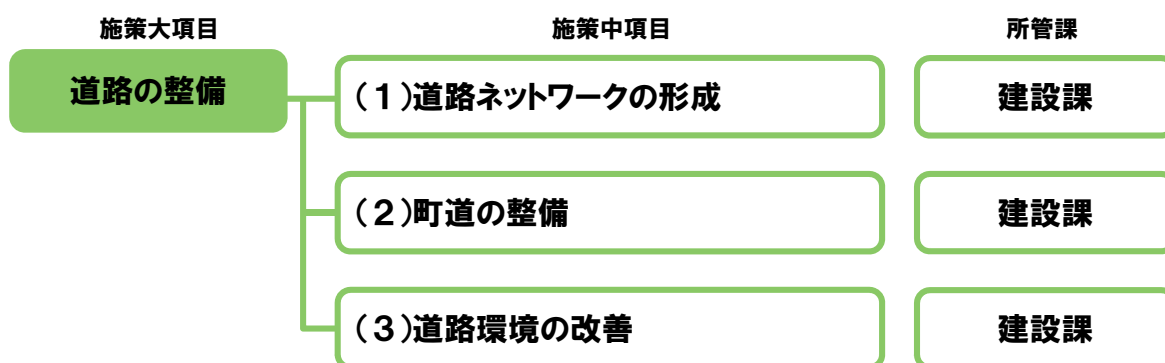 施策大項目 施策中項目 所管課
道路の整備 （１）道路ネットワークの形成 建設課
（２）町道の整備 建設課
（３）道路環境の改善 建設課